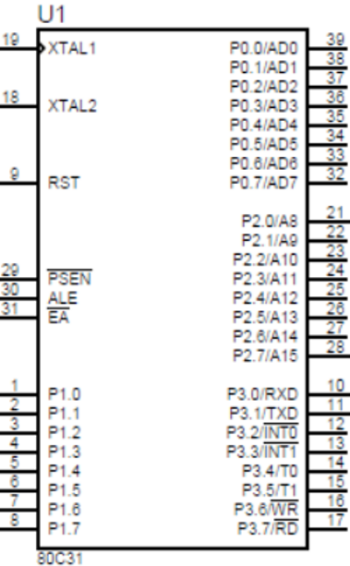 U1
19 XTAL1 P0.0/AD0 39
P0.1/AD1 38
P0.2/AD2 37
18 XTAL2 P0.3/AD3 36
P0.4/AD4 35
P0.5/AD5 34
P0.6/AD6 33
9 RST P0.7/AD7 32
P2.0/A8 21
P2.1/A9 22
P2.2/A10 23
29 PSEN P2.3/A11 24
30 ALE P2.4/A12 25
31 EA P2.5/A13 26
P2.6/A14 27
P2.7/A15 28
1 P1.0 P3.0/RXD 10
2 P1.1 P3.1/TXD 11
3 P1.2 P3.2/INT0 12
4 P1.3 P3.3/INT1 13
5 P1.4 P3.4/T0 14
6 P1.5 P3.5/T1 15
7 P1.6 P3.6/WR 16
8 P1.7 P3.7/RD 17
80C31